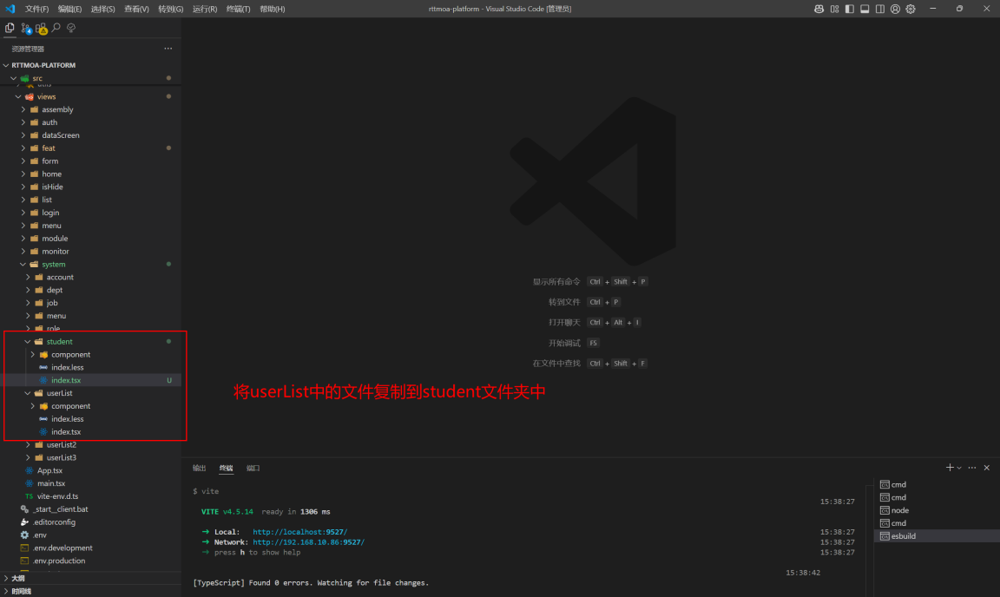 文件(F) 编辑(E) 选择(S) 查看(V) 转到(G) 运行(R) 终端(T) 帮助(H)
rttmoa-platform - Visual Studio Code [管理员]
4
资源管理器
RTTMOA-PLATFORM
src
utils
views
assembly
auth
dataScreen
feat
form
home
isHide
list
login
menu
module
monitor
system
account
dept
job
menu
role
student
component
index.less
index.tsx U
userList
component
index.less
index.tsx
userList2
userList3
App.tsx
main.tsx
TS vite-env.d.ts
_start__client.bat
.editorconfig
.env
.env.development
.env.production
大纲
时间线
显示所有命令 Ctrl + Shift + P
转到文件 Ctrl + P
打开聊天 Ctrl + Alt + I
开始调试 F5
在文件中查找 Ctrl + Shift + F
将userList中的文件复制到student文件夹中
输出 终端 端口
$ vite
15:38:27
VITE v4.5.14 ready in 1306 ms
➜ Local: http://localhost:9527/ 15:38:27
➜ Network: http://192.168.10.86:9527/ 15:38:27
➜ press h to show help 15:38:27
15:38:42
[TypeScript] Found 0 errors. Watching for file changes.
cmd
cmd
node
cmd
esbuild